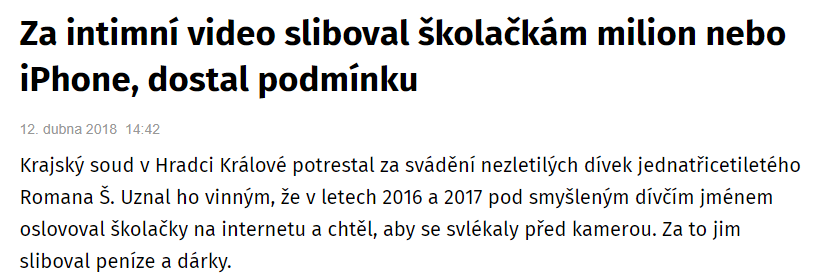 Za intimní video sliboval školačkám milion nebo
iPhone, dostal podmínku
12. dubna 2018 14:42
Krajský soud v Hradci Králové potrestal za svádění nezletilých dívek jednatřicetiletého
Romana Š. Uznal ho vinným, že v letech 2016 a 2017 pod smyšleným dívčím jménem
oslovoval školačky na internetu a chtěl, aby se svlékaly před kamerou. Za to jim
sliboval peníze a dárky.